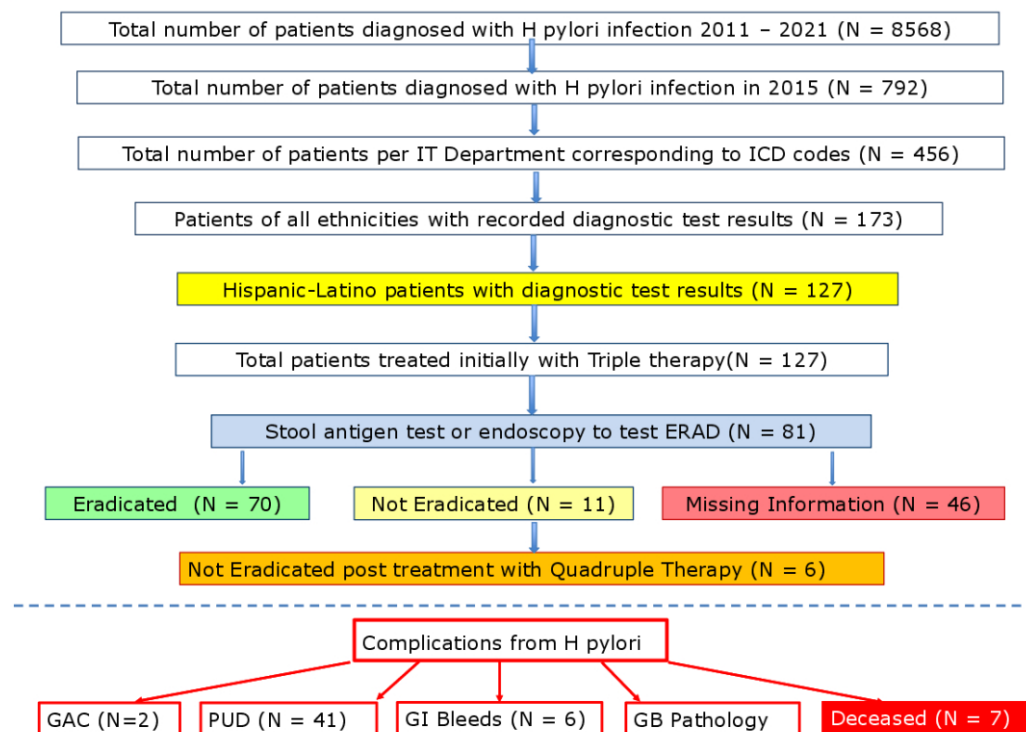 Total number of patients diagnosed with H pylori infection 2011 – 2021 (N = 8568)
Total number of patients diagnosed with H pylori infection in 2015 (N = 792)
Total number of patients per IT Department corresponding to ICD codes (N = 456)
Patients of all ethnicities with recorded diagnostic test results (N = 173)
Hispanic-Latino patients with diagnostic test results (N = 127)
Total patients treated initially with Triple therapy(N = 127)
Stool antigen test or endoscopy to test ERAD (N = 81)
Eradicated (N = 70)
Not Eradicated (N = 11)
Missing Information (N = 46)
Not Eradicated post treatment with Quadruple Therapy (N = 6)
Complications from H pylori
GAC (N=2)
PUD (N = 41)
GI Bleeds (N = 6)
GB Pathology
Deceased (N = 7)